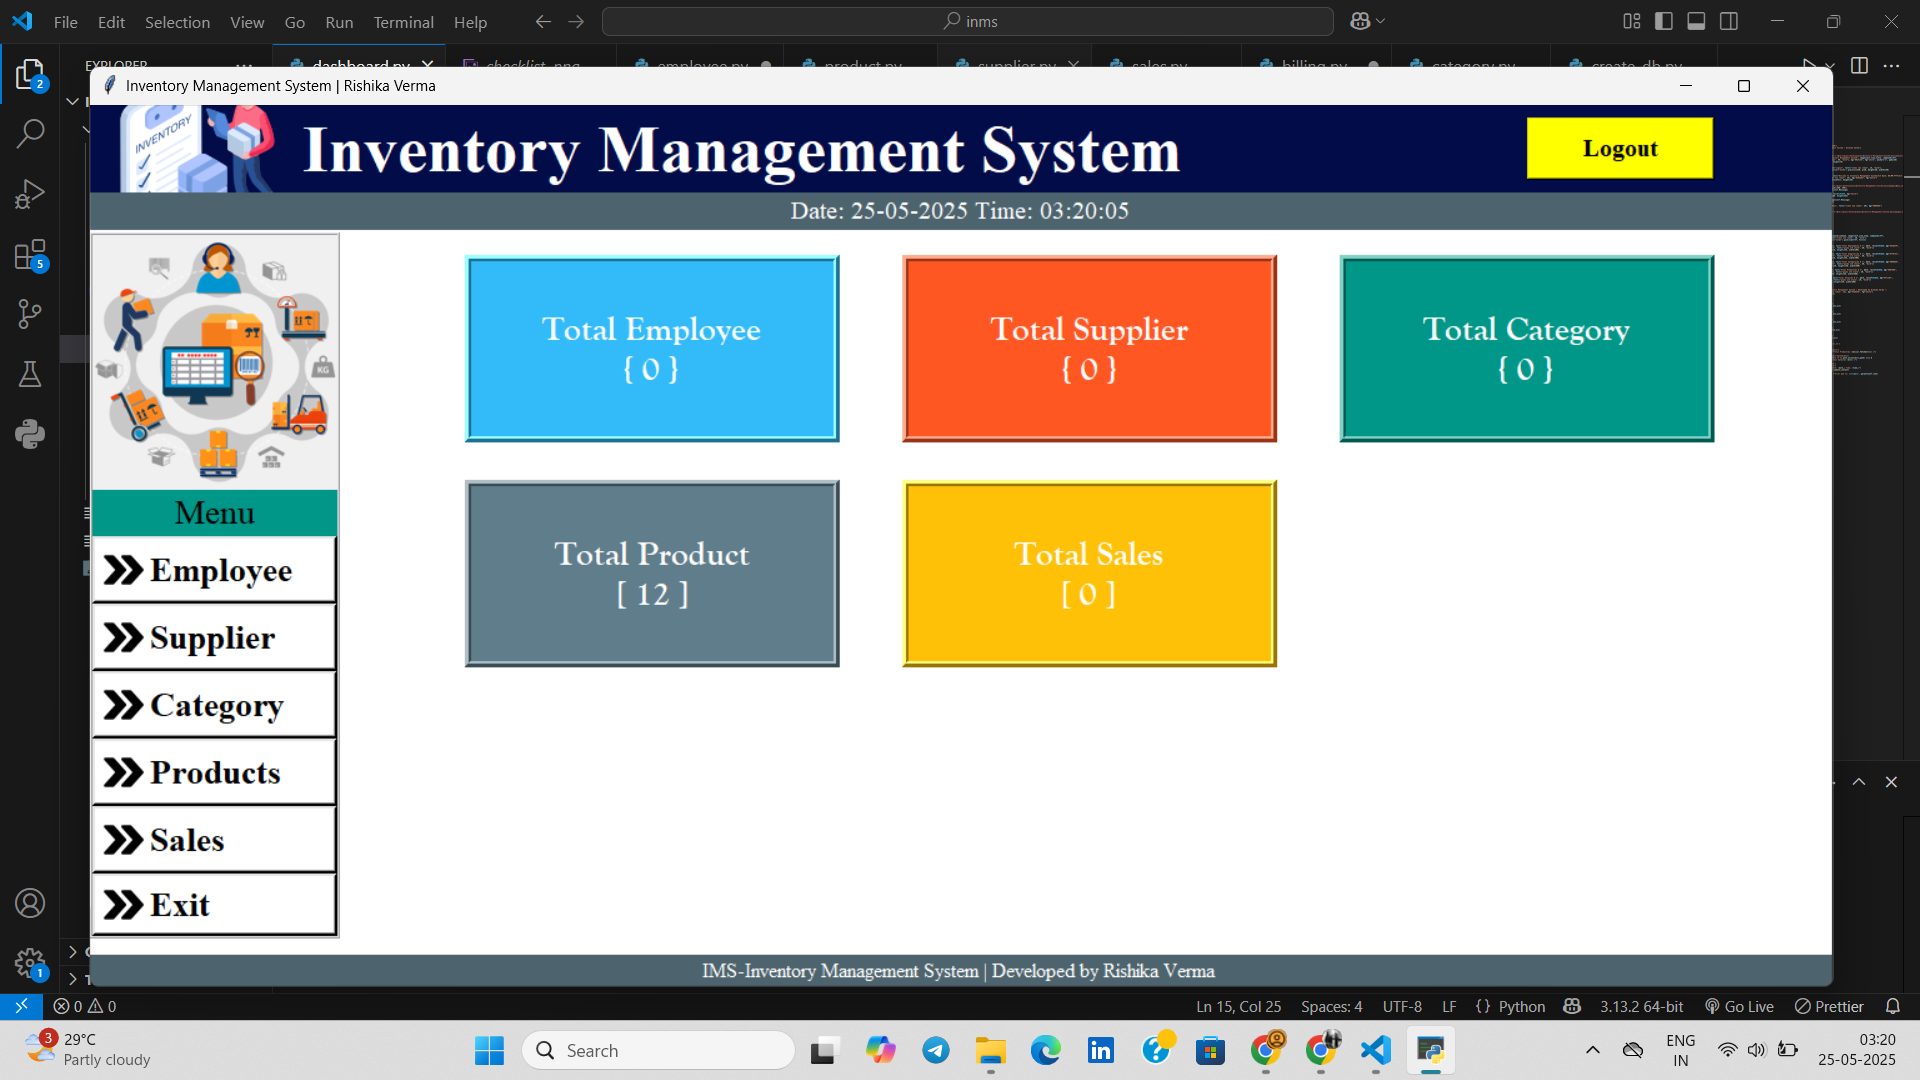 File Edit Selection View Go Run Terminal Help
inms
EXPLORER
dashboard.py
checklist .png
employee.py
product.py
supplier.py
sales.py
billing.py
category.py
create_db.py
2
5
1
Inventory Management System | Rishika Verma
INVENTORY
Inventory Management System
Logout
Date: 25-05-2025 Time: 03:20:05
KG
Total Employee
{ 0 }
Total Supplier
{ 0 }
Total Category
{ 0 }
Total Product
[ 12 ]
Total Sales
[ 0 ]
Menu
Employee
Supplier
Category
Products
Sales
Exit
IMS-Inventory Management System | Developed by Rishika Verma
0 0
Ln 15, Col 25 Spaces: 4 UTF-8 LF {} Python 3.13.2 64-bit Go Live Prettier
3
29°C
Partly cloudy
Search
ENG
IN
03:20
25-05-2025